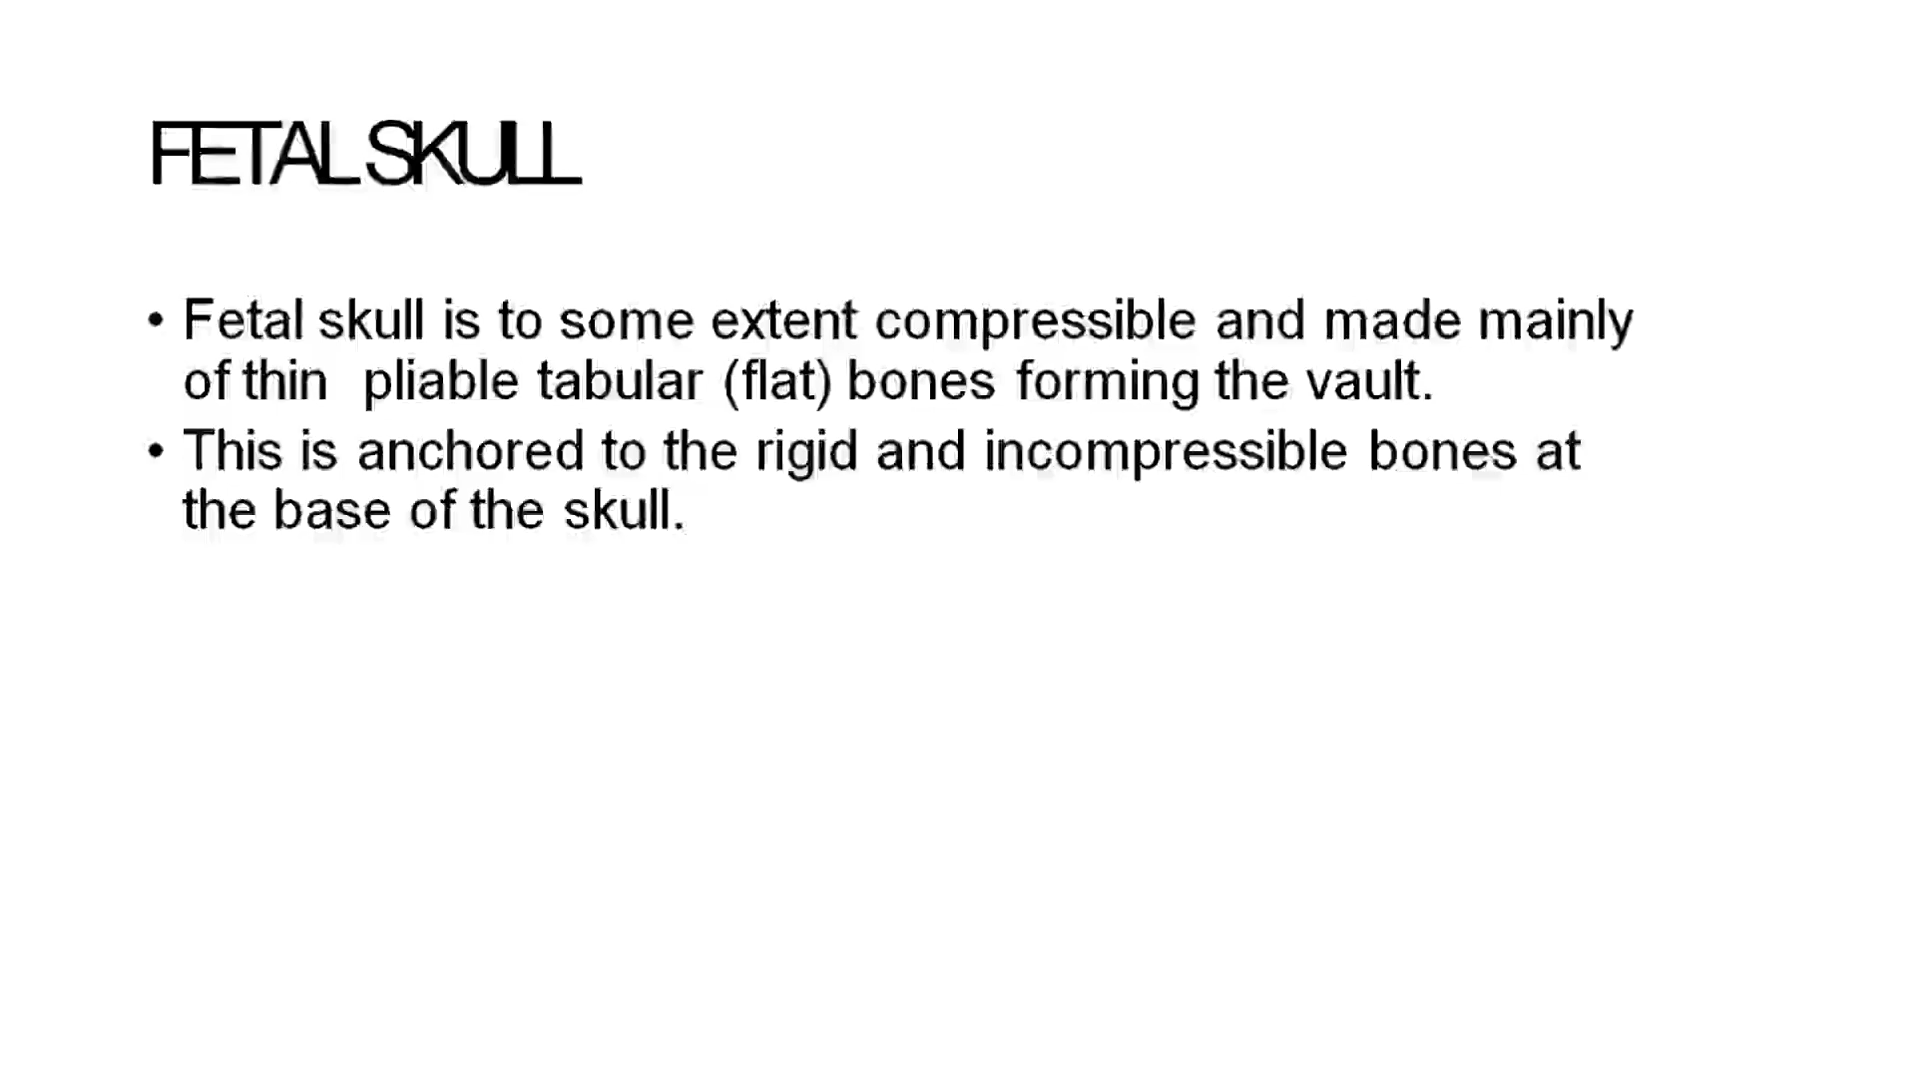 FETAL SKULL
• Fetal skull is to some extent compressible and made mainly
of thin pliable tabular (flat) bones forming the vault.
• This is anchored to the rigid and incompressible bones at
the base of the skull.